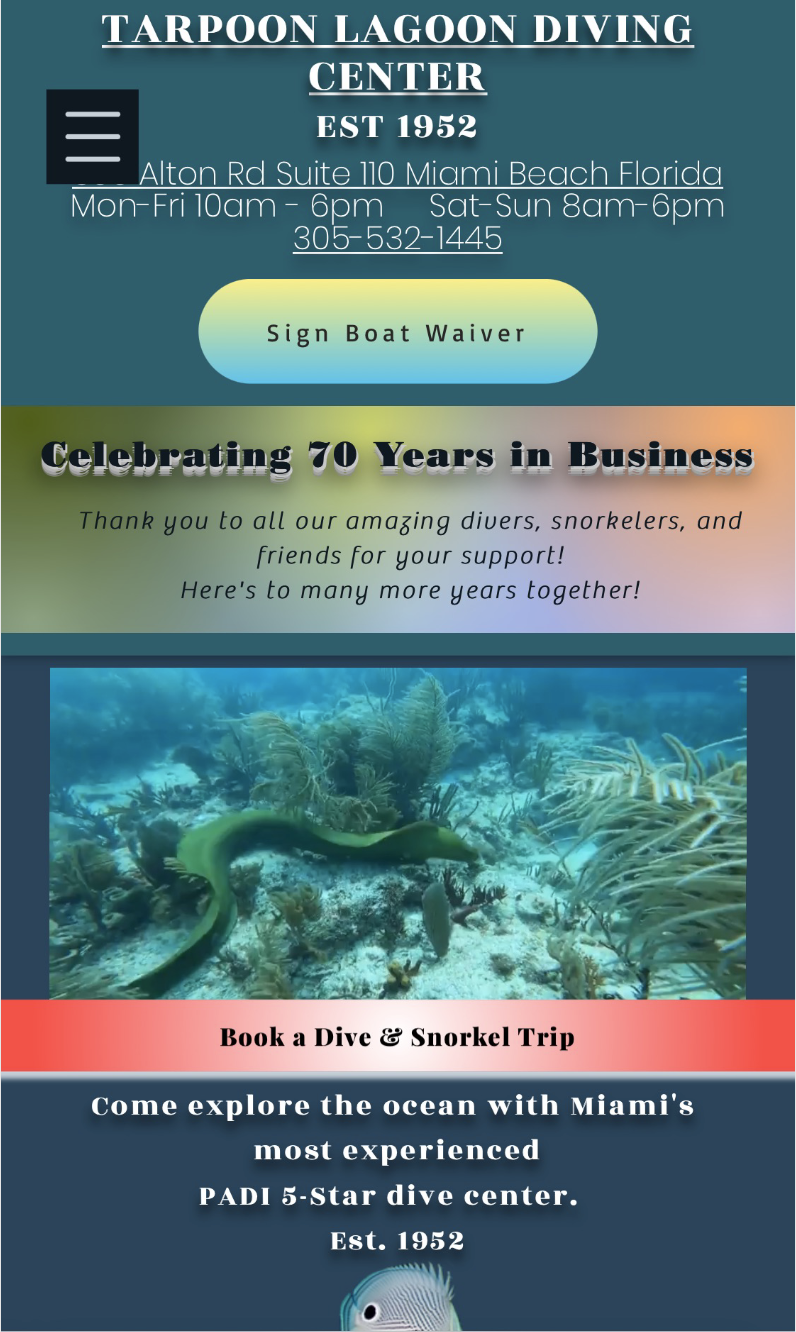 TARPOON LAGOON DIVING
CENTER
EST 1952
Alton Rd Suite 110 Miami Beach Florida
Mon-Fri 10am - 6pm Sat-Sun 8am-6pm
305-532-1445
Sign Boat Waiver
Celebrating 70 Years in Business
Thank you to all our amazing divers, snorkelers, and
friends for your support!
Here's to many more years together!
Book a Dive & Snorkel Trip
Come explore the ocean with Miami's
most experienced
PADI 5-Star dive center.
Est. 1952